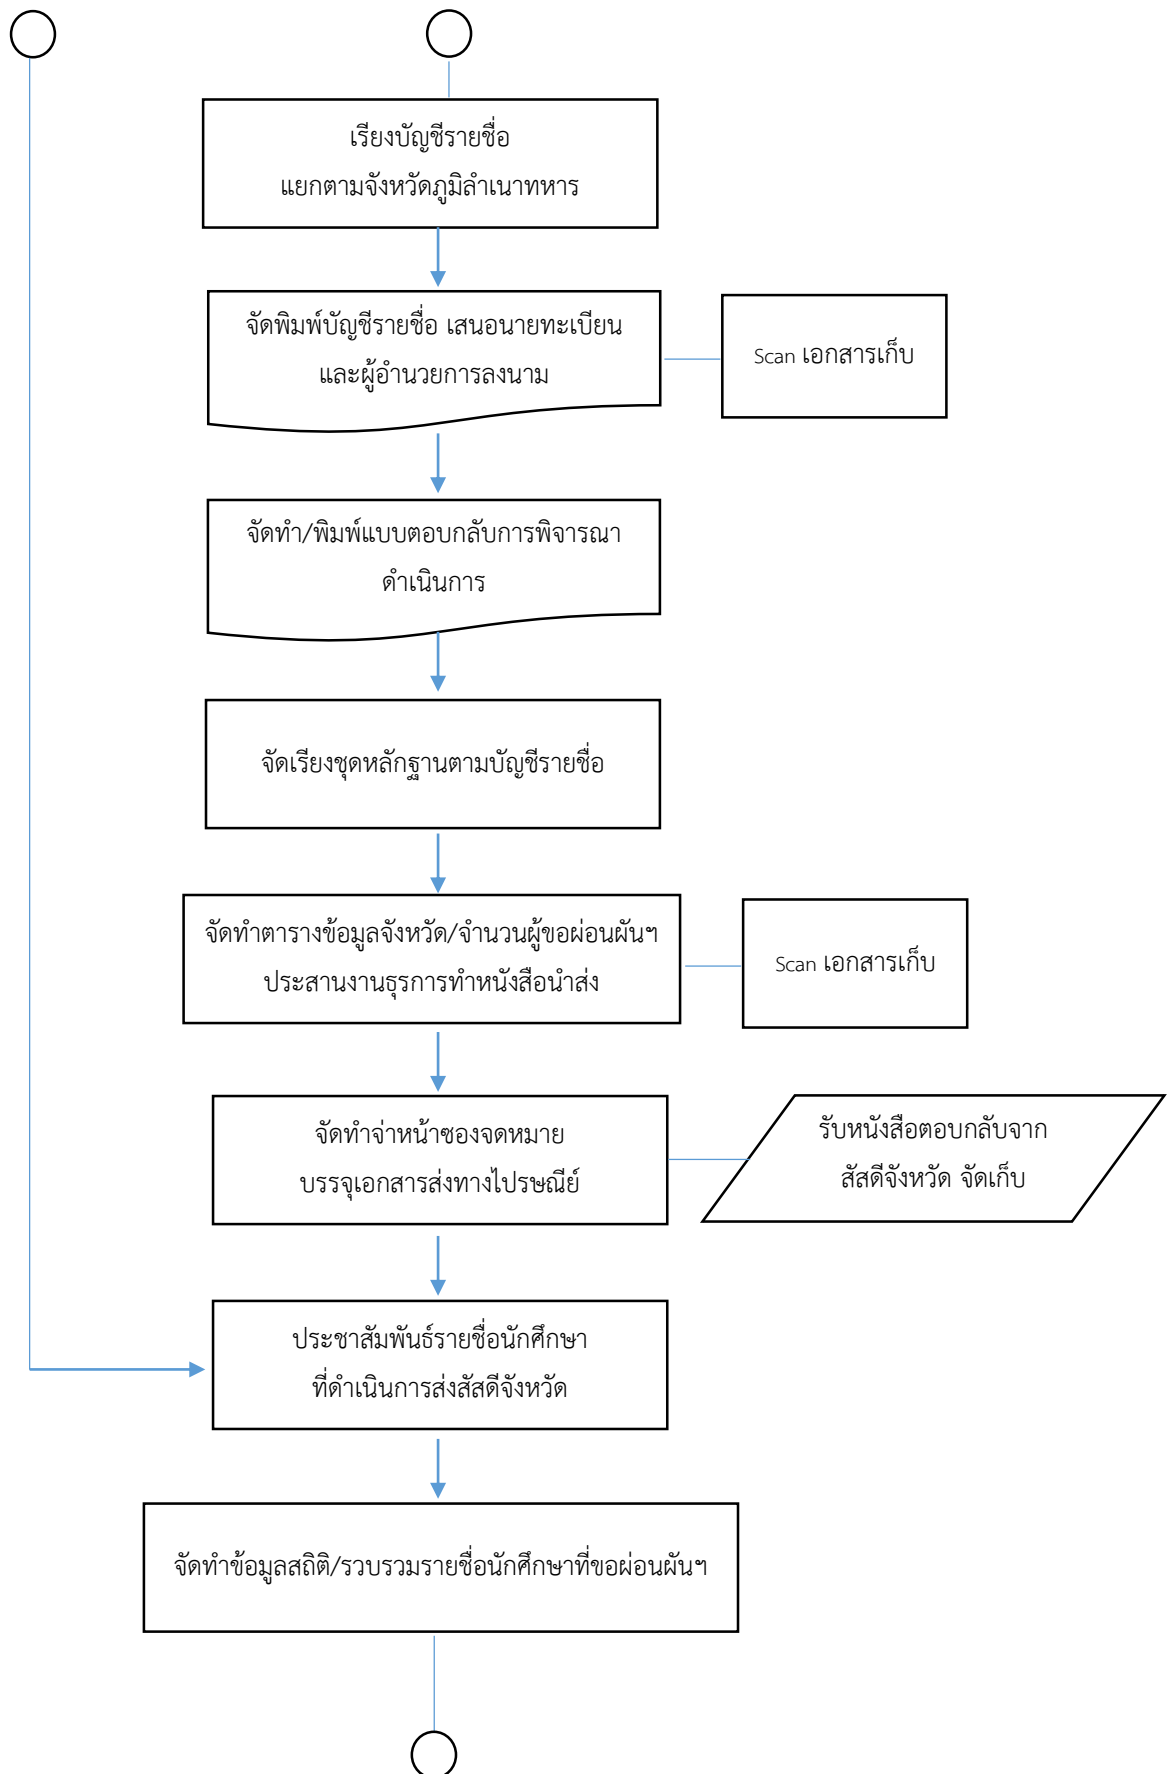 เรียงบัญชีรายชื่อ
แยกตามจังหวัดภูมิลำเนาทหาร
จัดพิมพ์บัญชีรายชื่อ เสนอนายทะเบียน
และผู้อำนวยการลงนาม
Scan เอกสารเก็บ
จัดทำ/พิมพ์แบบตอบกลับการพิจารณา
ดำเนินการ
จัดเรียงชุดหลักฐานตามบัญชีรายชื่อ
จัดทำตารางข้อมูลจังหวัด/จำนวนผู้ขอผ่อนผันฯ
ประสานงานธุรการทำหนังสือนำส่ง
Scan เอกสารเก็บ
จัดทำจ่าหน้าซองจดหมาย
บรรจุเอกสารส่งทางไปรษณีย์
รับหนังสือตอบกลับจาก
สัสดีจังหวัด จัดเก็บ
ประชาสัมพันธ์รายชื่อนักศึกษา
ที่ดำเนินการส่งสัสดีจังหวัด
จัดทำข้อมูลสถิติ/รวบรวมรายชื่อนักศึกษาที่ขอผ่อนผันฯ